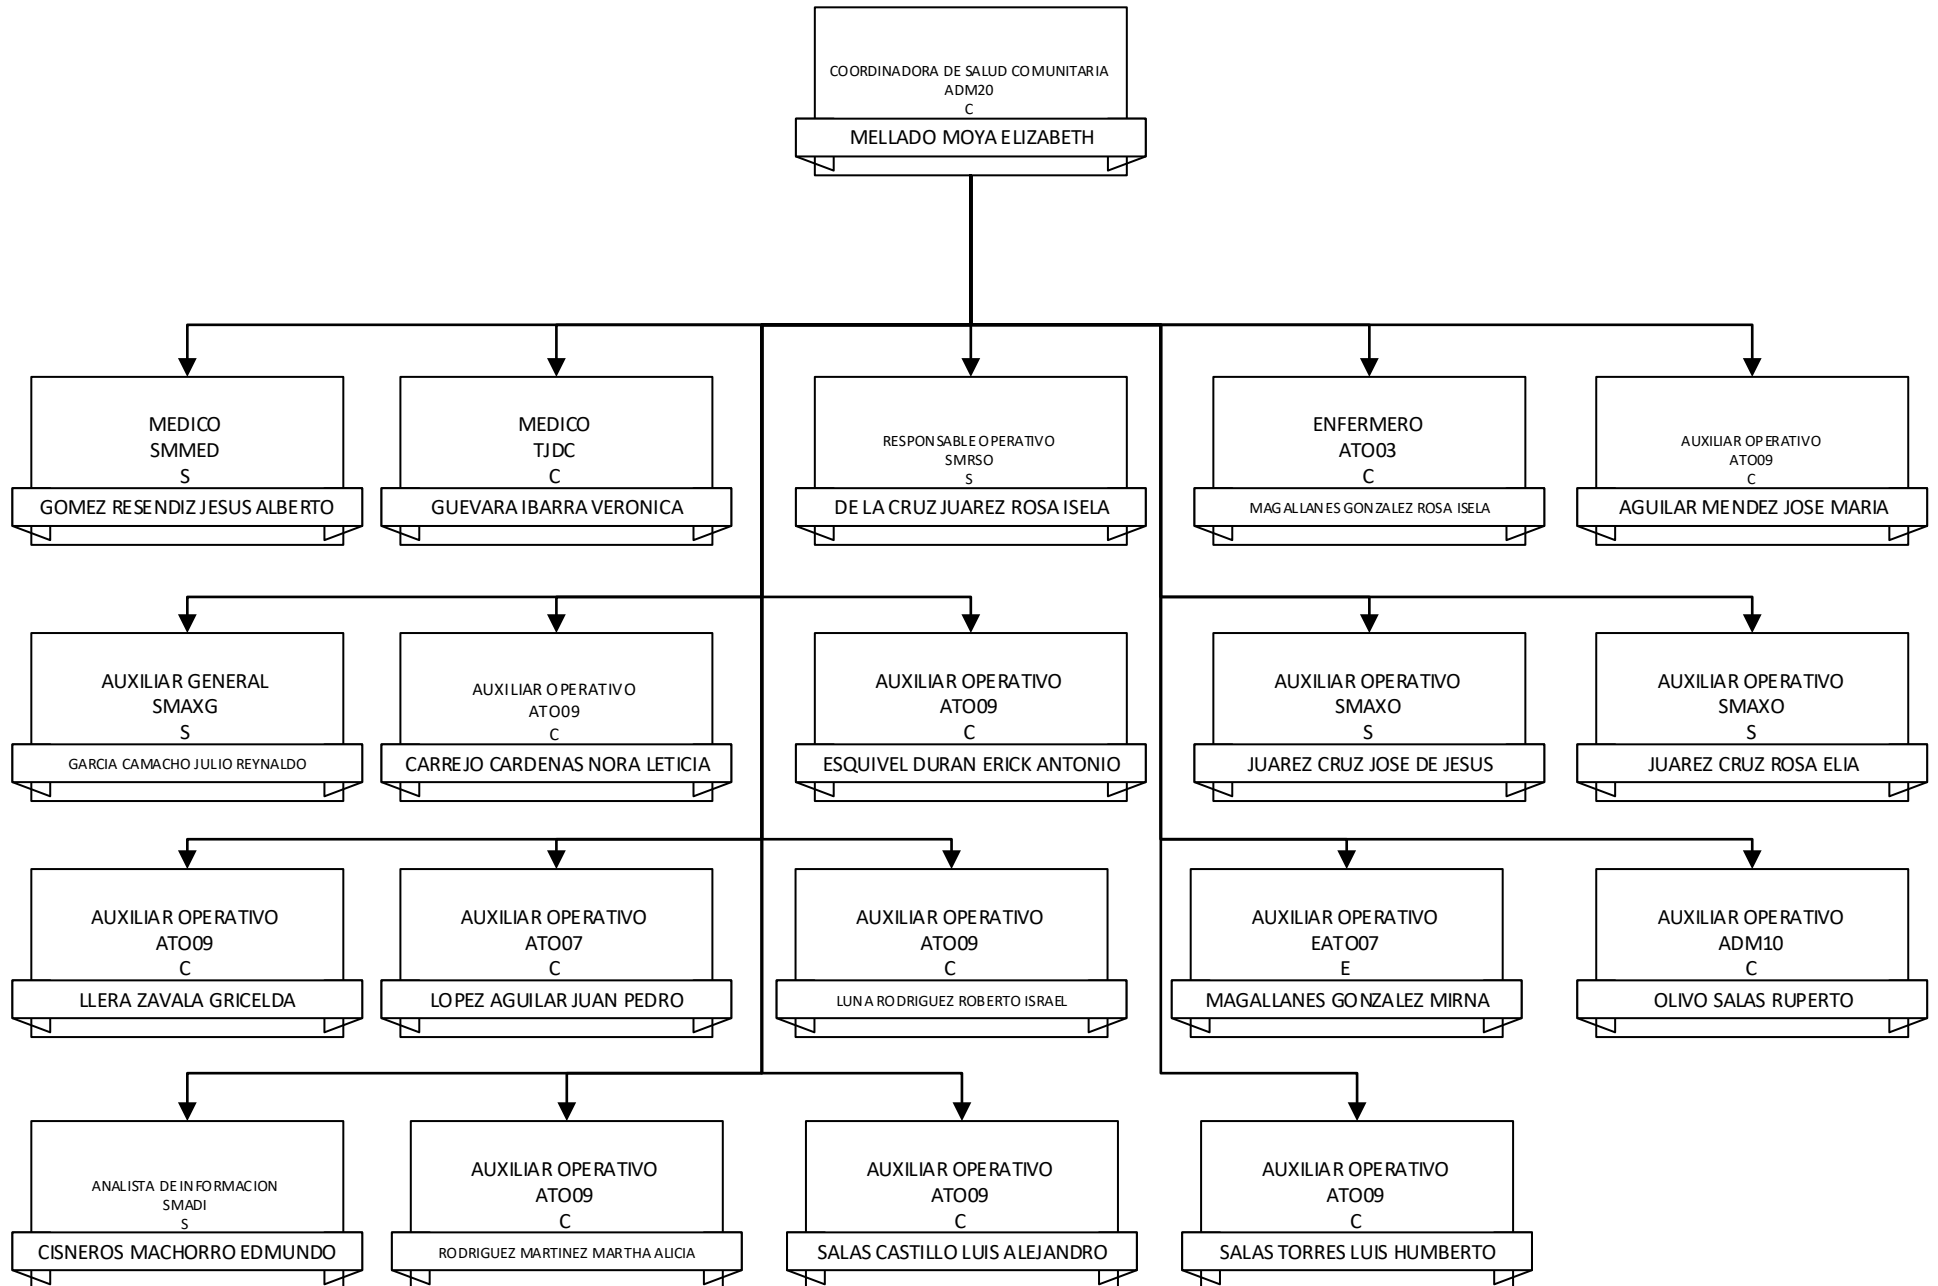 COORDINADORA DE SALUD COMUNITARIA
ADM20
C
MELLADO MOYA ELIZABETH
MEDICO
SMMED
S
GOMEZ RESENDIZ JESUS ALBERTO
MEDICO
TJDC
C
GUEVARA IBARRA VERONICA
RESPONSABLE OPERATIVO
SMRSO
S
DE LA CRUZ JUAREZ ROSA ISELA
ENFERMERO
ATO03
C
MAGALLANES GONZALEZ ROSA ISELA
AUXILIAR OPERATIVO
ATO09
C
AGUILAR MENDEZ JOSE MARIA
AUXILIAR GENERAL
SMAXG
S
GARCIA CAMACHO JULIO REYNALDO
AUXILIAR OPERATIVO
ATO09
C
CARREJO CARDENAS NORA LETICIA
AUXILIAR OPERATIVO
ATO09
C
ESQUIVEL DURAN ERICK ANTONIO
AUXILIAR OPERATIVO
SMAXO
S
JUAREZ CRUZ JOSE DE JESUS
AUXILIAR OPERATIVO
SMAXO
S
JUAREZ CRUZ ROSA ELIA
AUXILIAR OPERATIVO
ATO09
C
LLERA ZAVALA GRICELDA
AUXILIAR OPERATIVO
ATO07
C
LOPEZ AGUILAR JUAN PEDRO
AUXILIAR OPERATIVO
ATO09
C
LUNA RODRIGUEZ ROBERTO ISRAEL
AUXILIAR OPERATIVO
EATO07
E
MAGALLANES GONZALEZ MIRNA
AUXILIAR OPERATIVO
ADM10
C
OLIVO SALAS RUPERTO
ANALISTA DE INFORMACION
SMADI
S
CISNEROS MACHORRO EDMUNDO
AUXILIAR OPERATIVO
ATO09
C
RODRIGUEZ MARTINEZ MARTHA ALICIA
AUXILIAR OPERATIVO
ATO09
C
SALAS CASTILLO LUIS ALEJANDRO
AUXILIAR OPERATIVO
ATO09
C
SALAS TORRES LUIS HUMBERTO